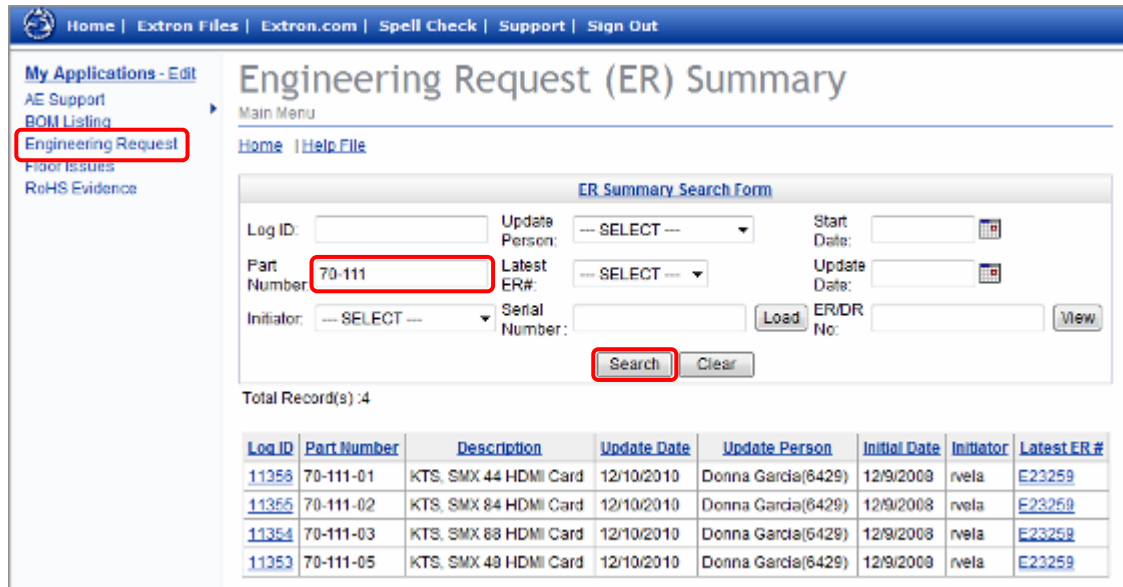 Home | Extron Files | Extron.com | Spell Check | Support | Sign Out
My Applications - Edit
AE Support
BOM Listing
Engineering Request
Floor Issues
RoHS Evidence
Engineering Request (ER) Summary
Main Menu
Home | Help File
ER Summary Search Form
Log ID: Update Person: --- SELECT --- Start Date:
Part Number: 70-111 Latest ER#: --- SELECT --- Update Date:
Initiator: --- SELECT --- Serial Number: Load ER/DR No: View
Search Clear
Total Record(s) :4
Log ID Part Number Description Update Date Update Person Initial Date Initiator Latest ER #
11356 70-111-01 KTS, SMX 44 HDMI Card 12/10/2010 Donna Garcia(6429) 12/9/2008 rvela E23259
11355 70-111-02 KTS, SMX 84 HDMI Card 12/10/2010 Donna Garcia(6429) 12/9/2008 rvela E23259
11354 70-111-03 KTS, SMX 88 HDMI Card 12/10/2010 Donna Garcia(6429) 12/9/2008 rvela E23259
11353 70-111-05 KTS, SMX 48 HDMI Card 12/10/2010 Donna Garcia(6429) 12/9/2008 rvela E23259